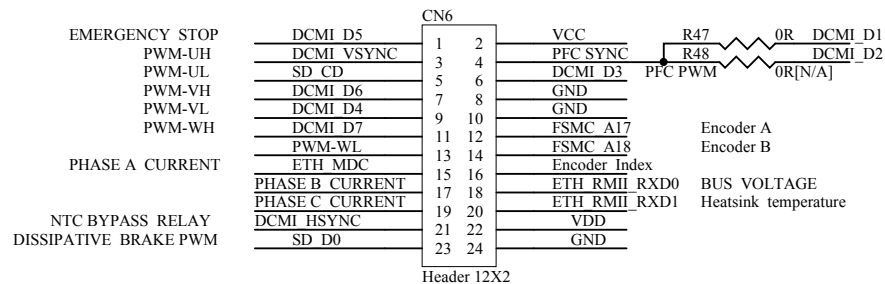 CN6
EMERGENCY STOP DCMI_D5 1 2 VCC R47 0R DCMI_D1
PWM-UH DCMI_VSYNC 3 4 PFC SYNC R48 DCMI_D2
PWM-UL SD_CD 5 6 DCMI_D3 PFC PWM 0R[N/A]
PWM-VH DCMI_D6 7 8 GND
PWM-VL DCMI_D4 9 10 GND
PWM-WH DCMI_D7 11 12 FSMC_A17 Encoder A
PWM-WL 13 14 FSMC_A18 Encoder B
PHASE A CURRENT ETH_MDC 15 16 Encoder Index
PHASE B CURRENT 17 18 ETH_RMII_RXD0 BUS VOLTAGE
PHASE C CURRENT 19 20 ETH_RMII_RXD1 Heatsink temperature
NTC BYPASS RELAY DCMI_HSYNC 21 22 VDD
DISSIPATIVE BRAKE PWM SD_D0 23 24 GND
Header 12X2